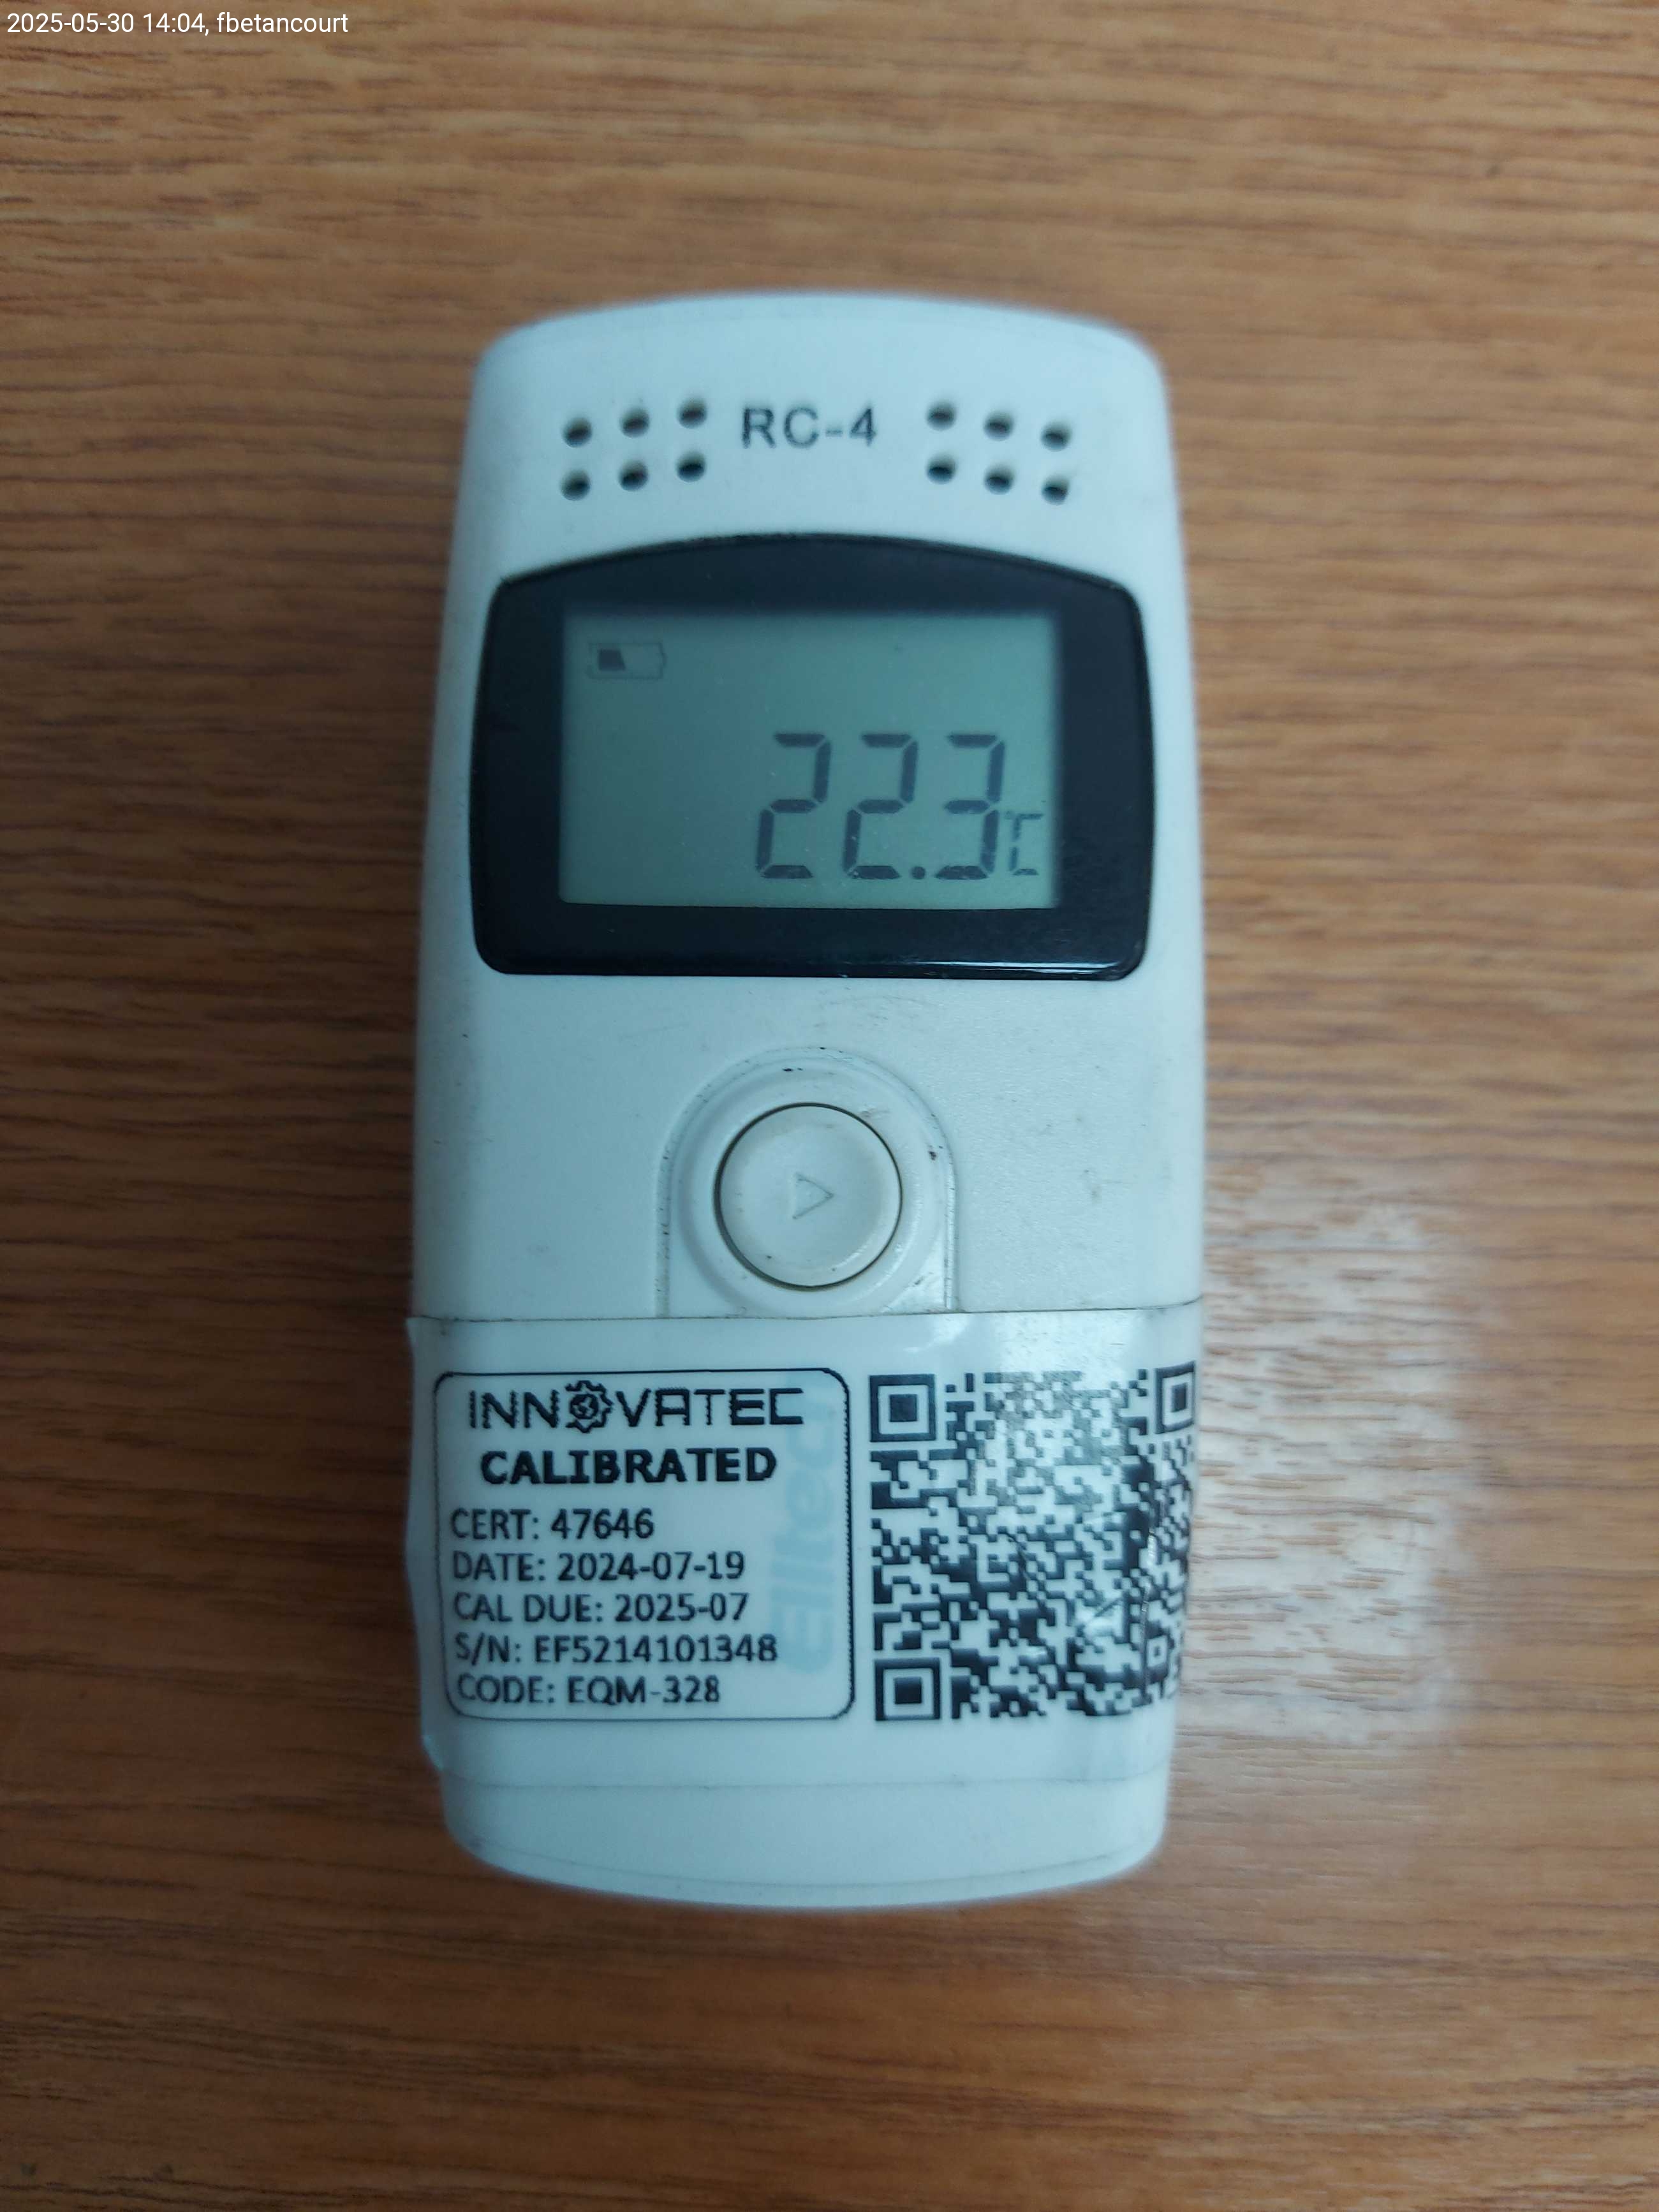 2025-05-30 14:04, fbetancourt
RC-4
22.3℃
INNOVATEC
CALIBRATED
CERT: 47646
DATE: 2024-07-19
CAL DUE: 2025-07
S/N: EF5214101348
CODE: EQM-328
Elitech